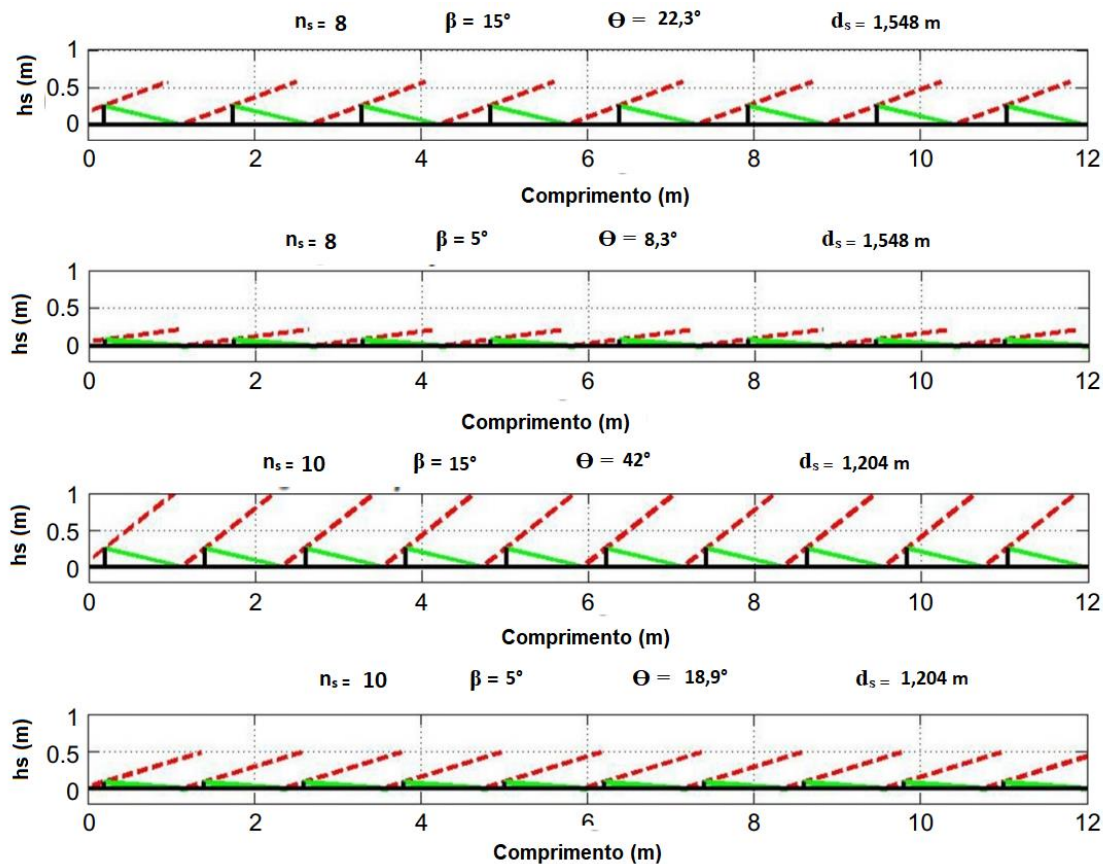 nₛ = 8 β = 15° ϴ = 22,3° dₛ = 1,548 m
hs (m)
1
0.5
0
0 2 4 6 8 10 12
Comprimento (m)
nₛ = 8 β = 5° ϴ = 8,3° dₛ = 1,548 m
hs (m)
1
0.5
0
0 2 4 6 8 10 12
Comprimento (m)
nₛ = 10 β = 15° ϴ = 42° dₛ = 1,204 m
hs (m)
1
0.5
0
0 2 4 6 8 10 12
Comprimento (m)
nₛ = 10 β = 5° ϴ = 18,9° dₛ = 1,204 m
hs (m)
1
0.5
0
0 2 4 6 8 10 12
Comprimento (m)